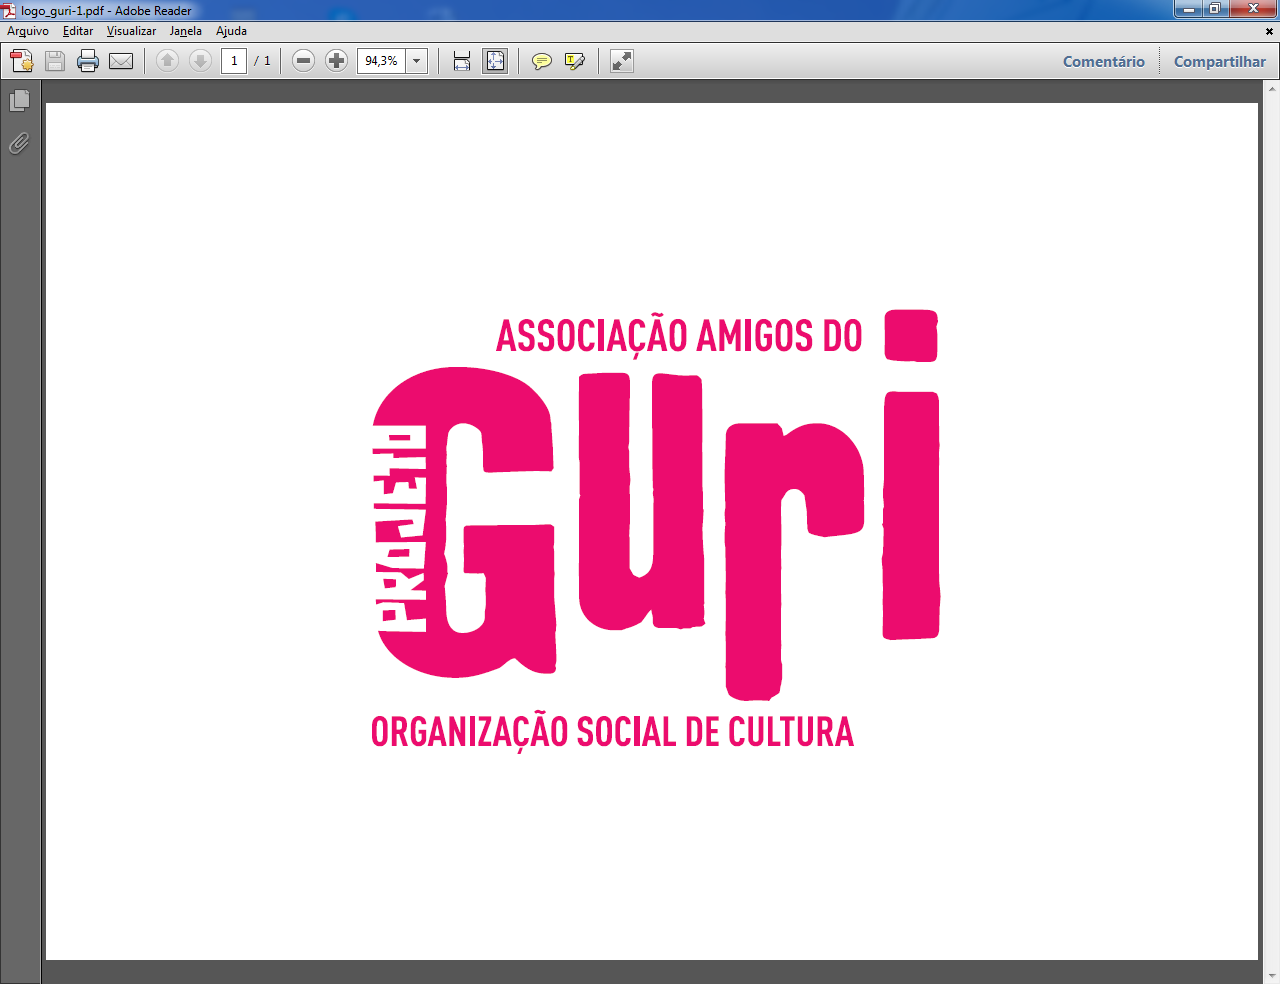 logo_guri-1.pdf - Adobe Reader
Arquivo Editar Visualizar Janela Ajuda
1 / 1 94,3% Comentário Compartilhar
ASSOCIAÇÃO AMIGOS DO
PROJETO
Guri
ORGANIZAÇÃO SOCIAL DE CULTURA